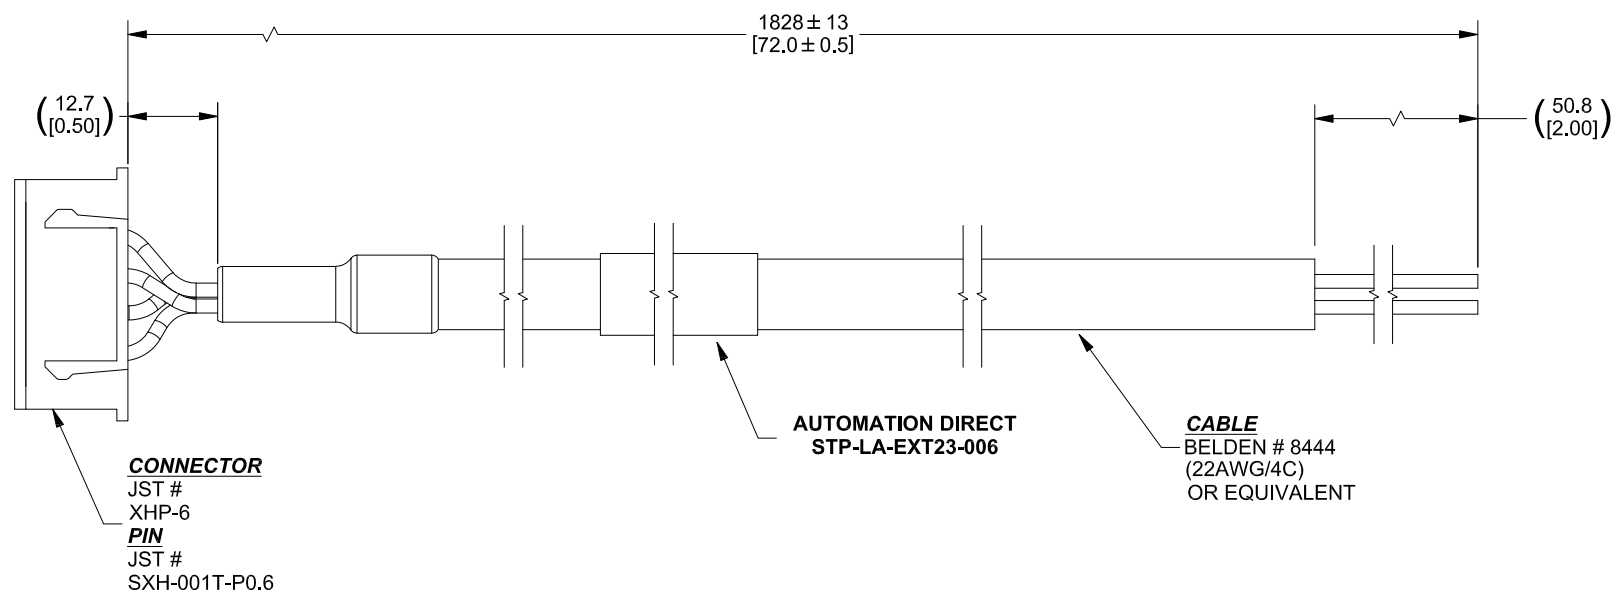 1828 ± 13
[72.0 ± 0.5]
(12.7
[0.50])
(50.8
[2.00])
AUTOMATION DIRECT
STP-LA-EXT23-006
CABLE
BELDEN # 8444
(22AWG/4C)
OR EQUIVALENT
CONNECTOR
JST #
XHP-6
PIN
JST #
SXH-001T-P0.6